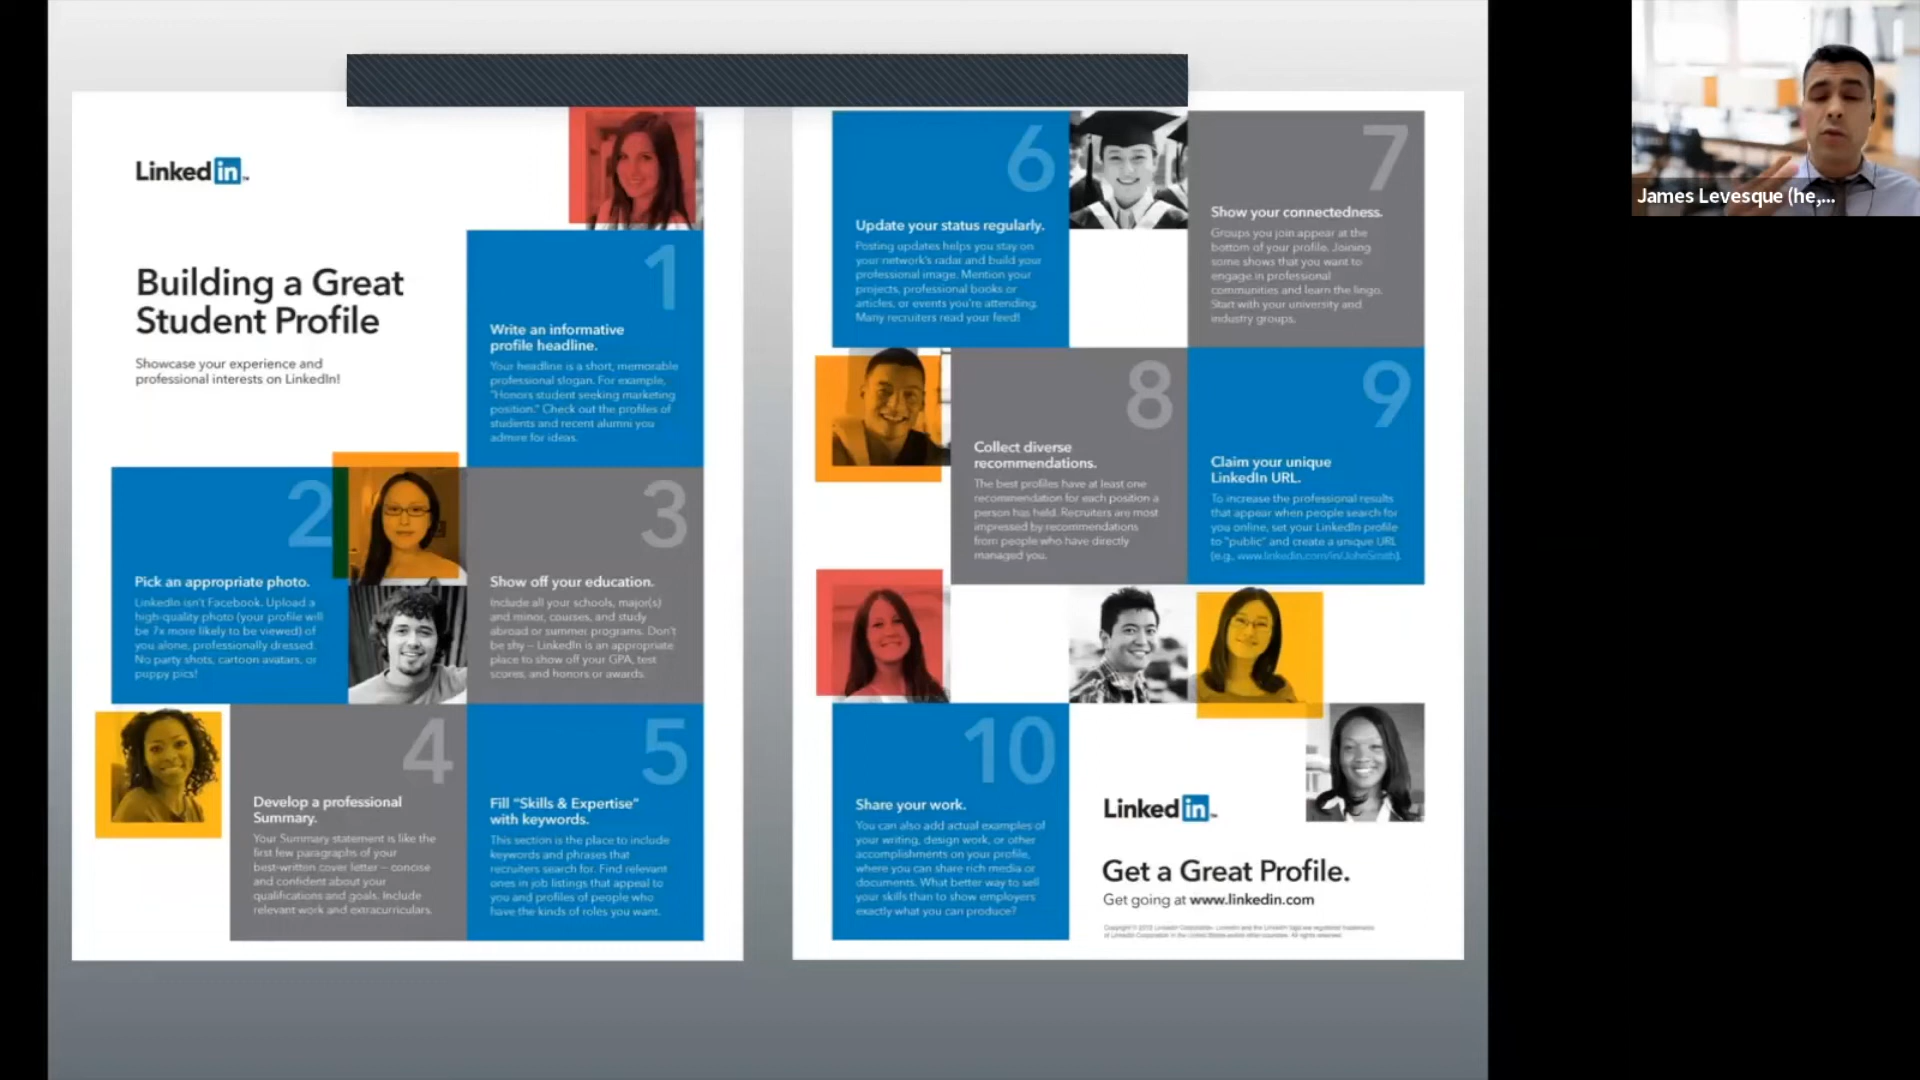 Linked in
Building a Great
Student Profile
Showcase your experience and
professional interests on LinkedIn!
1
Write an informative
profile headline.
Your headline is a short, memorable
professional slogan. For example,
"Honors student seeking marketing
position." Check out the profiles of
students and recent alumni you
admire for ideas.
2
Pick an appropriate photo.
LinkedIn isn't Facebook. Upload a
high-quality photo (your profile will
be 7x more likely to be viewed) of
you alone, professionally dressed.
No party shots, cartoon avatars, or
puppy pics!
3
Show off your education.
Include all your schools, major(s)
and minor, courses, and study
abroad or summer programs. Don't
be shy – LinkedIn is an appropriate
place to show off your GPA, test
scores, and honors or awards.
4
Develop a professional
Summary.
Your Summary statement is like the
first few paragraphs of your
best-written cover letter – concise
and confident about your
qualifications and goals. Include
relevant work and extracurriculars.
5
Fill "Skills & Expertise"
with keywords.
This section is the place to include
keywords and phrases that
recruiters search for. Find relevant
ones in job listings that appeal to
you and profiles of people who
have the kinds of roles you want.
6
Update your status regularly.
Posting updates helps you stay on
your network's radar and build your
professional image. Mention your
projects, professional books or
articles, or events you're attending.
Many recruiters read your feed!
7
Show your connectedness.
Groups you join appear at the
bottom of your profile. Joining
some shows that you want to
engage in professional
communities and learn the lingo.
Start with your university and
industry groups.
8
Collect diverse
recommendations.
The best profiles have at least one
recommendation for each position a
person has held. Recruiters are most
impressed by recommendations
from people who have directly
managed you.
9
Claim your unique
LinkedIn URL.
To increase the professional results
that appear when people search for
you online, set your LinkedIn profile
to "public" and create a unique URL
(e.g., www.linkedin.com/in/JohnSmith).
10
Share your work.
You can also add actual examples of
your writing, design work, or other
accomplishments on your profile,
where you can share rich media or
documents. What better way to sell
your skills than to show employers
exactly what you can produce?
Linked in
Get a Great Profile.
Get going at www.linkedin.com
James Levesque (he,...